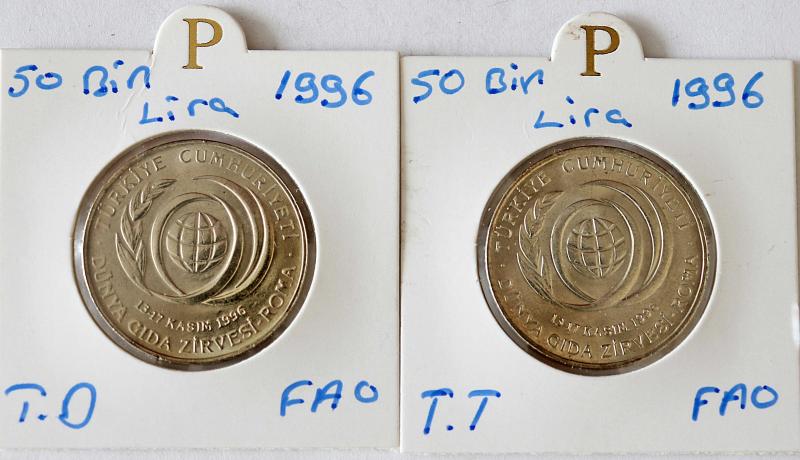 P
50 Bin 1996
Lira
TÜRKİYE CUMHURİYETİ
13-17 KASIM 1996
DÜNYA GIDA ZİRVESİ-ROMA
T.D FAO
P
50 Bin 1996
Lira
TÜRKİYE CUMHURİYETİ
13-17 KASIM 1996
DÜNYA GIDA ZİRVESİ-ROMA
T.T FAO